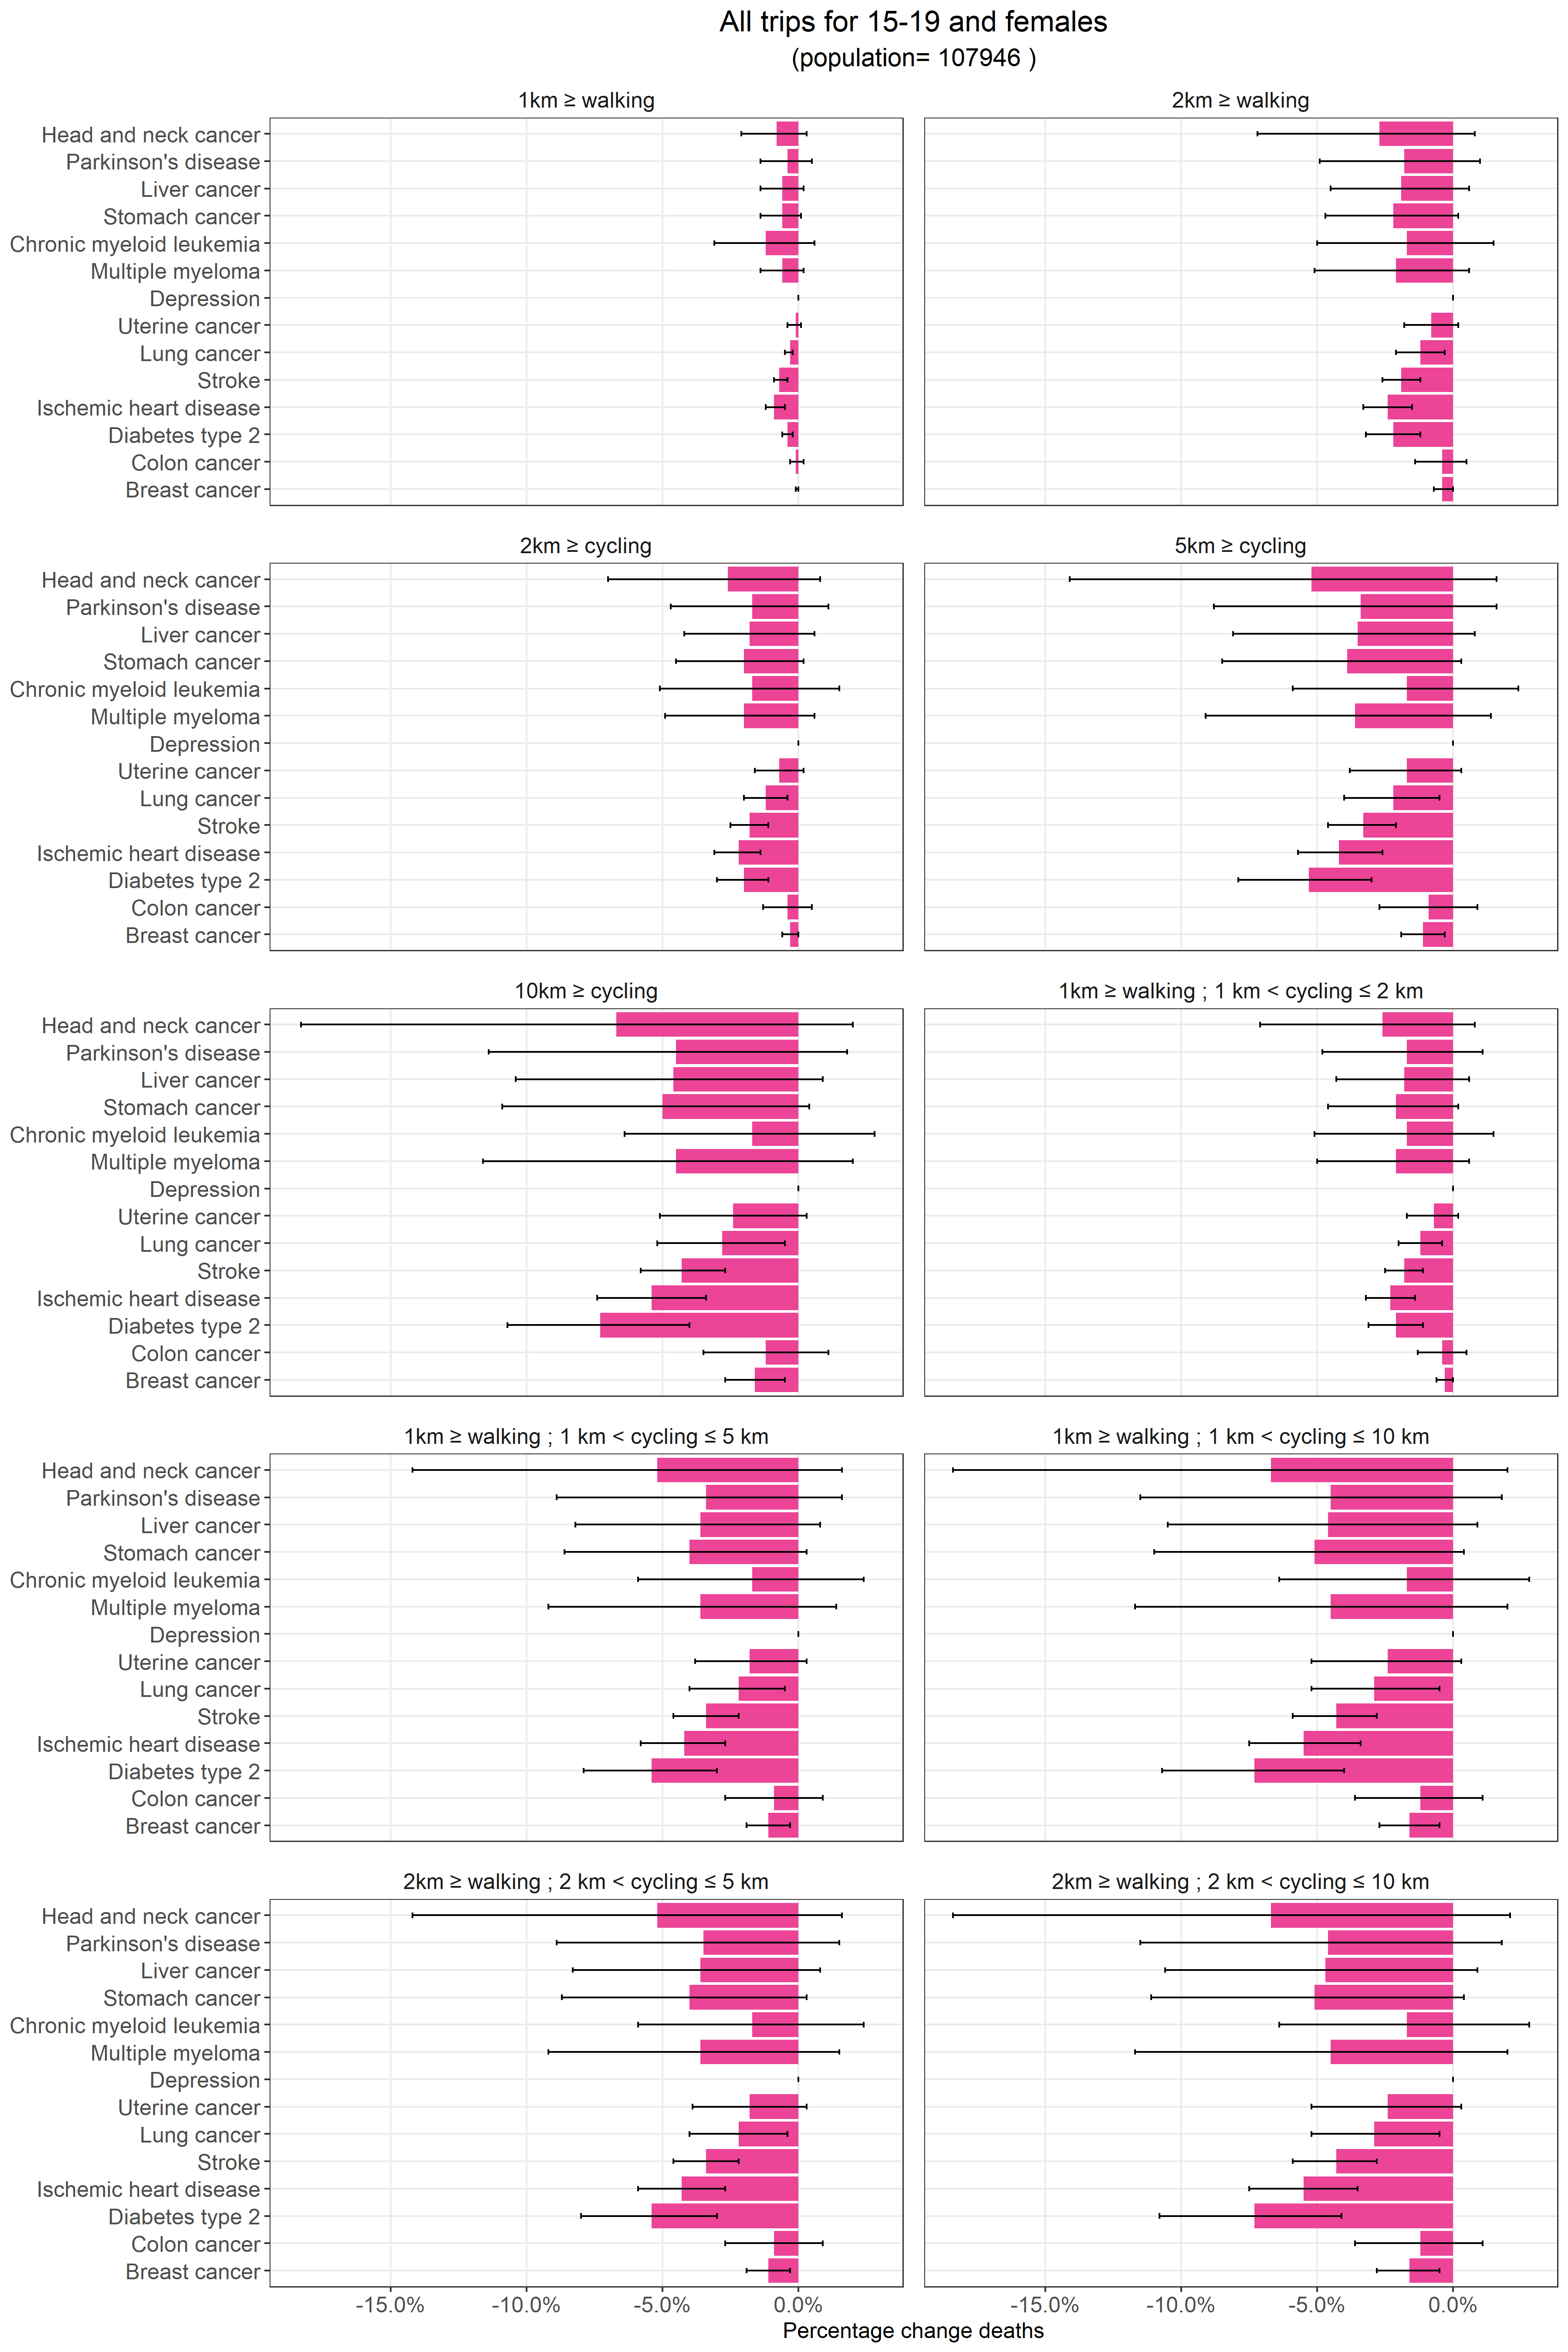 All trips for 15-19 and females
(population= 107946 )
1km ≥ walking
2km ≥ walking
Head and neck cancer
Parkinson's disease
Liver cancer
Stomach cancer
Chronic myeloid leukemia
Multiple myeloma
Depression
Uterine cancer
Lung cancer
Stroke
Ischemic heart disease
Diabetes type 2
Colon cancer
Breast cancer
2km ≥ cycling
5km ≥ cycling
Head and neck cancer
Parkinson's disease
Liver cancer
Stomach cancer
Chronic myeloid leukemia
Multiple myeloma
Depression
Uterine cancer
Lung cancer
Stroke
Ischemic heart disease
Diabetes type 2
Colon cancer
Breast cancer
10km ≥ cycling
1km ≥ walking ; 1 km < cycling ≤ 2 km
Head and neck cancer
Parkinson's disease
Liver cancer
Stomach cancer
Chronic myeloid leukemia
Multiple myeloma
Depression
Uterine cancer
Lung cancer
Stroke
Ischemic heart disease
Diabetes type 2
Colon cancer
Breast cancer
1km ≥ walking ; 1 km < cycling ≤ 5 km
1km ≥ walking ; 1 km < cycling ≤ 10 km
Head and neck cancer
Parkinson's disease
Liver cancer
Stomach cancer
Chronic myeloid leukemia
Multiple myeloma
Depression
Uterine cancer
Lung cancer
Stroke
Ischemic heart disease
Diabetes type 2
Colon cancer
Breast cancer
2km ≥ walking ; 2 km < cycling ≤ 5 km
2km ≥ walking ; 2 km < cycling ≤ 10 km
Head and neck cancer
Parkinson's disease
Liver cancer
Stomach cancer
Chronic myeloid leukemia
Multiple myeloma
Depression
Uterine cancer
Lung cancer
Stroke
Ischemic heart disease
Diabetes type 2
Colon cancer
Breast cancer
-15.0% -10.0% -5.0% 0.0% -15.0% -10.0% -5.0% 0.0%
Percentage change deaths